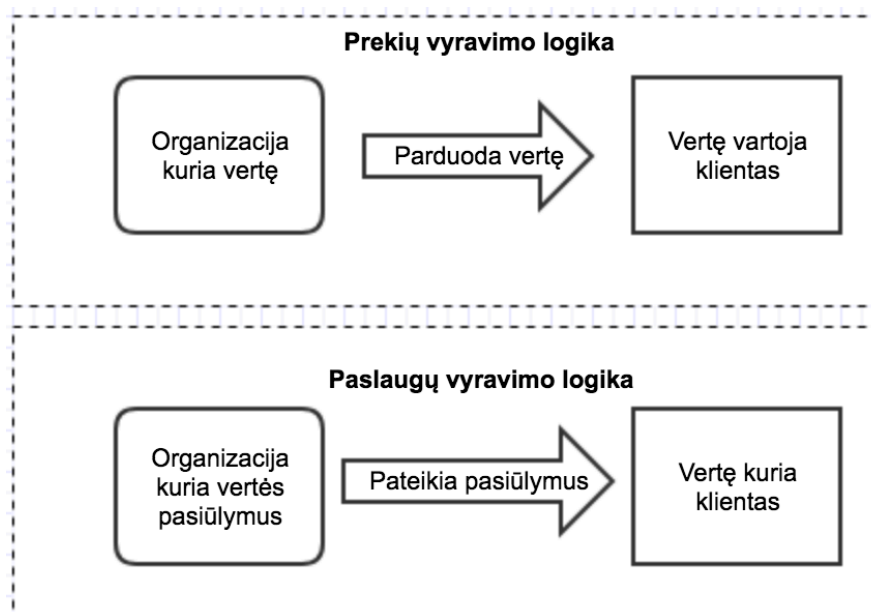 Prekių vyravimo logika
Organizacija
kuria vertę
Parduoda vertę
Vertę vartoja
klientas
Paslaugų vyravimo logika
Organizacija
kuria vertės
pasiūlymus
Pateikia pasiūlymus
Vertę kuria
klientas